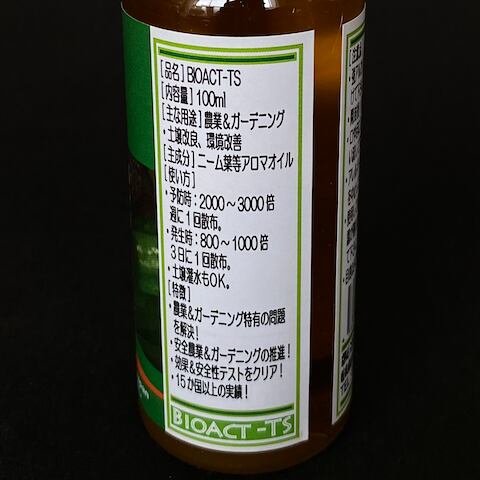 [品名] BIOACT-TS
[内容量] 100ml
[主な用途] 農業&ガーデニング
・土壌改良、環境改善
[主成分] ニーム葉等アロマオイル
[使い方]
・予防時：2000～3000倍
週に1回散布。
・発生時：800～1000倍
3日に1回散布。
・土壌灌水もOK。
[特徴]
・農業&ガーデニング特有の問題
を解決！
・安全農業&ガーデニングの推進！
・効果&安全性テストをクリア！
・15か国以上の実績！
BIOACT-TS